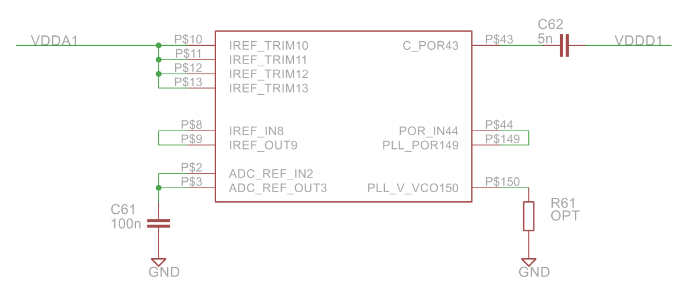 C62
VDDA1 P$10 IREF_TRIM10 C_POR43 P$43 5n VDDD1
P$11 IREF_TRIM11
P$12 IREF_TRIM12
P$13 IREF_TRIM13
P$8 IREF_IN8 POR_IN44 P$44
P$9 IREF_OUT9 PLL_POR149 P$149
P$2 ADC_REF_IN2
P$3 ADC_REF_OUT3 PLL_V_VCO150 P$150
C61 R61
100n OPT
GND GND